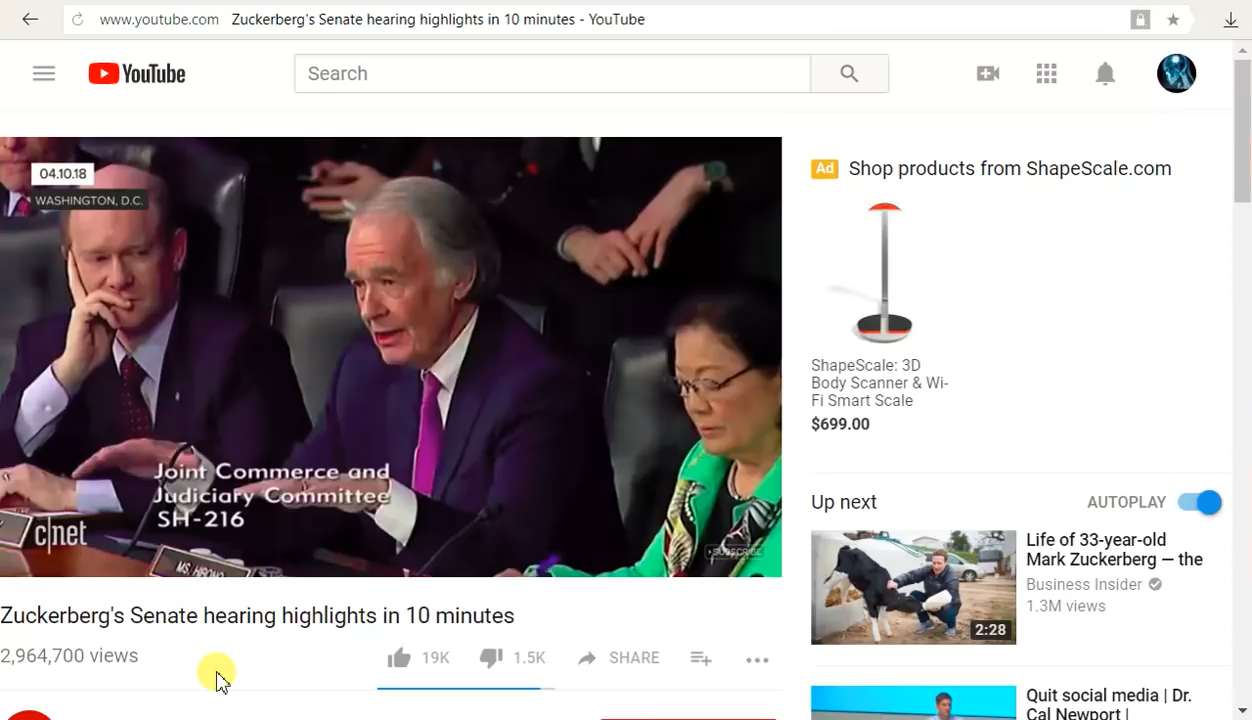 www.youtube.com Zuckerberg's Senate hearing highlights in 10 minutes - YouTube
YouTube
Search
04.10.18
WASHINGTON, D.C.
Joint Commerce and
Judiciary Committee
SH-216
c|net
MS. HIRONO
SUBSCRIBE
Zuckerberg's Senate hearing highlights in 10 minutes
2,964,700 views
19K
1.5K
SHARE
Ad Shop products from ShapeScale.com
ShapeScale: 3D
Body Scanner & Wi-
Fi Smart Scale
$699.00
Up next
AUTOPLAY
Life of 33-year-old
Mark Zuckerberg — the
Business Insider
1.3M views
2:28
Quit social media | Dr.
Cal Newport |